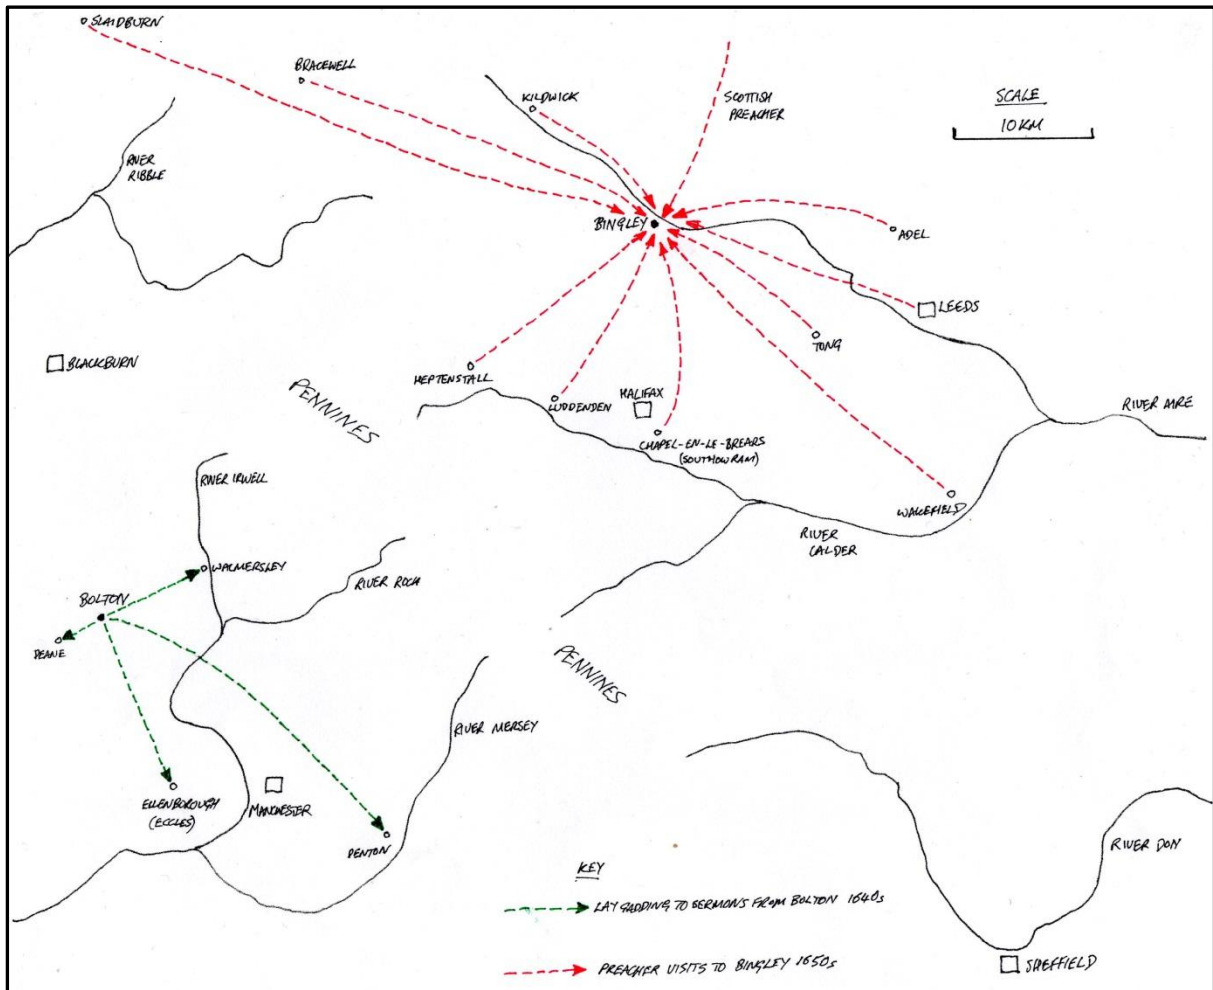 SLAIDBURN
BRACEWELL
KILDWICK
SCOTTISH
PREACHER
SCALE
10KM
RIVER
RIBBLE
BINGLEY
ADEL
LEEDS
TONG
BLACKBURN
HEPTENSTALL
PENNINES
LUDDENDEN
HALIFAX
CHAPEL-EN-LE-BREARS
(SOUTHOWRAM)
RIVER AIRE
RIVER IRWELL
WAKEFIELD
RIVER
CALDER
WALMERSLEY
RIVER ROCH
BOLTON
DEANE
PENNINES
RIVER MERSEY
ELLENBOROUGH
(ECCLES)
MANCHESTER
DENTON
RIVER DON
KEY
LAY GADDING TO SERMONS FROM BOLTON 1640s
PREACHER VISITS TO BINGLEY 1650s
SHEFFIELD